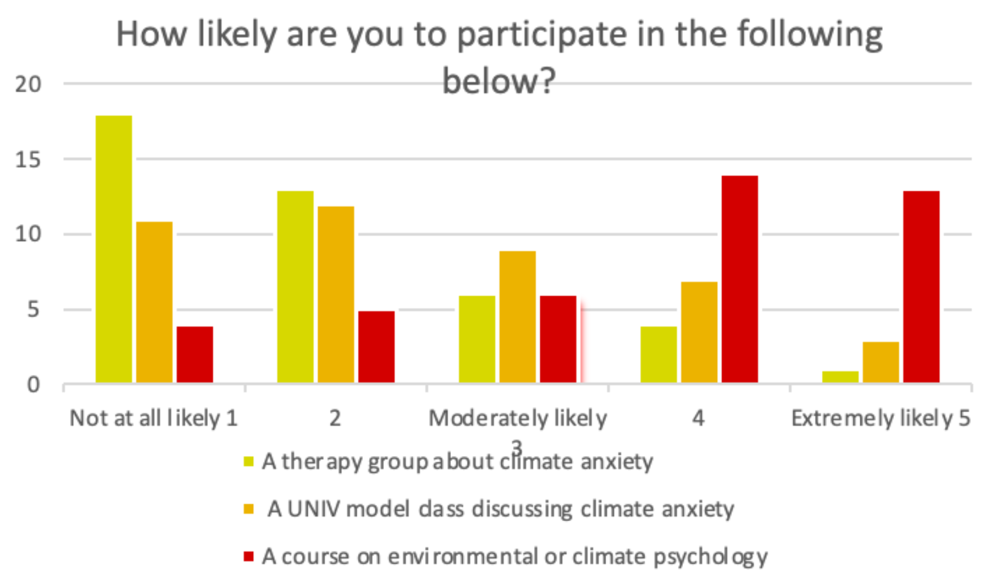 How likely are you to participate in the following
below?
20
15
10
5
0
Not at all likely 1
2
Moderately likely
3
4
Extremely likely 5
A therapy group about climate anxiety
A UNIV model class discussing climate anxiety
A course on environmental or climate psychology